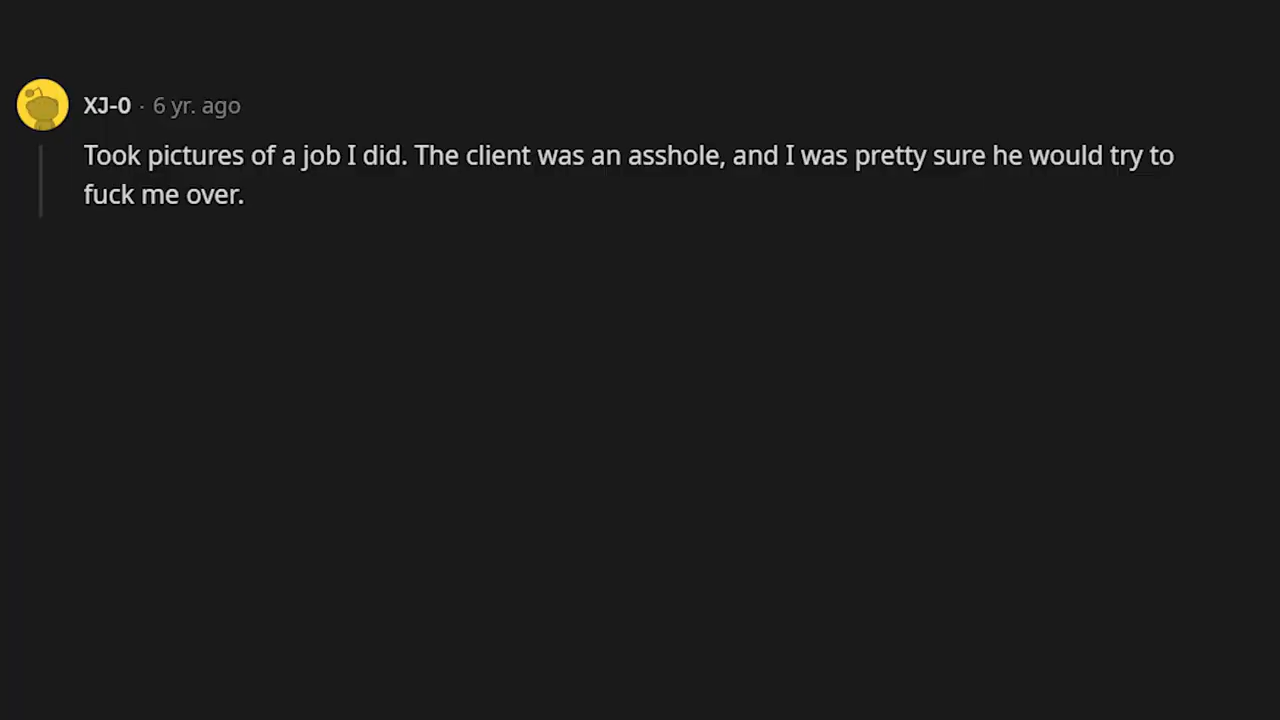 XJ-0 · 6 yr. ago
Took pictures of a job I did. The client was an asshole, and I was pretty sure he would try to
fuck me over.